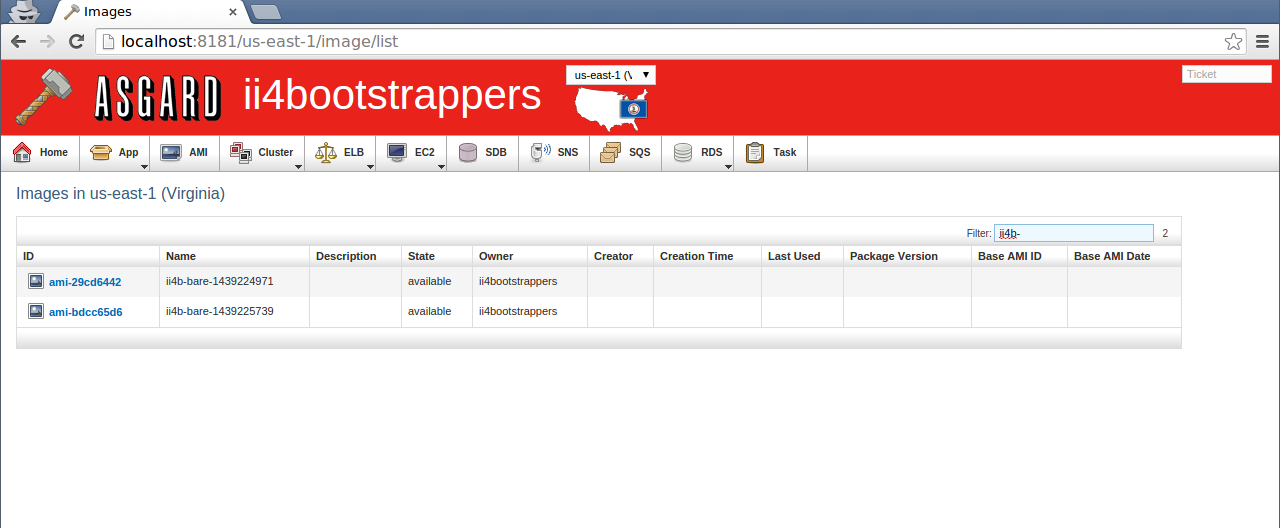 Images
localhost:8181/us-east-1/image/list
ASGARD ii4bootstrappers us-east-1 (V Ticket
Home App AMI Cluster ELB EC2 SDB SNS SQS RDS Task
Images in us-east-1 (Virginia)
Filter: ii4b- 2
ID Name Description State Owner Creator Creation Time Last Used Package Version Base AMI ID Base AMI Date
ami-29cd6442 ii4b-bare-1439224971 available ii4bootstrappers
ami-bdcc65d6 ii4b-bare-1439225739 available ii4bootstrappers